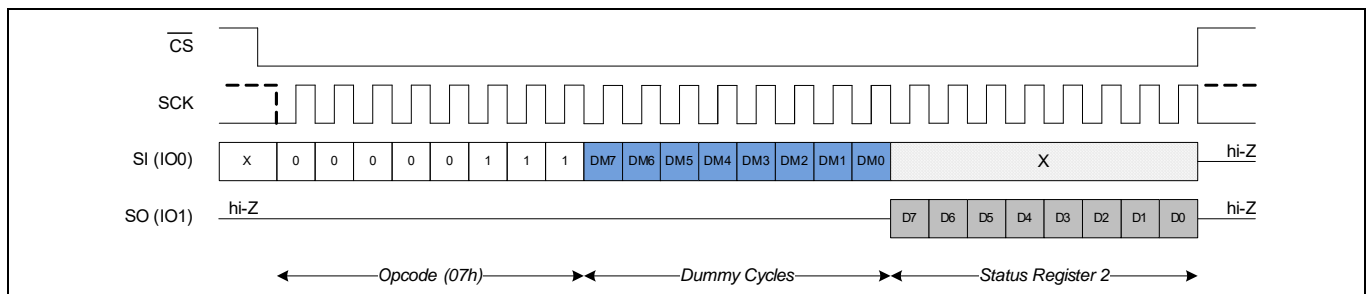 CS
SCK
SI (IO0) X 0 0 0 0 0 1 1 1 DM7 DM6 DM5 DM4 DM3 DM2 DM1 DM0 X hi-Z
SO (IO1) hi-Z D7 D6 D5 D4 D3 D2 D1 D0 hi-Z
Opcode (07h) Dummy Cycles Status Register 2